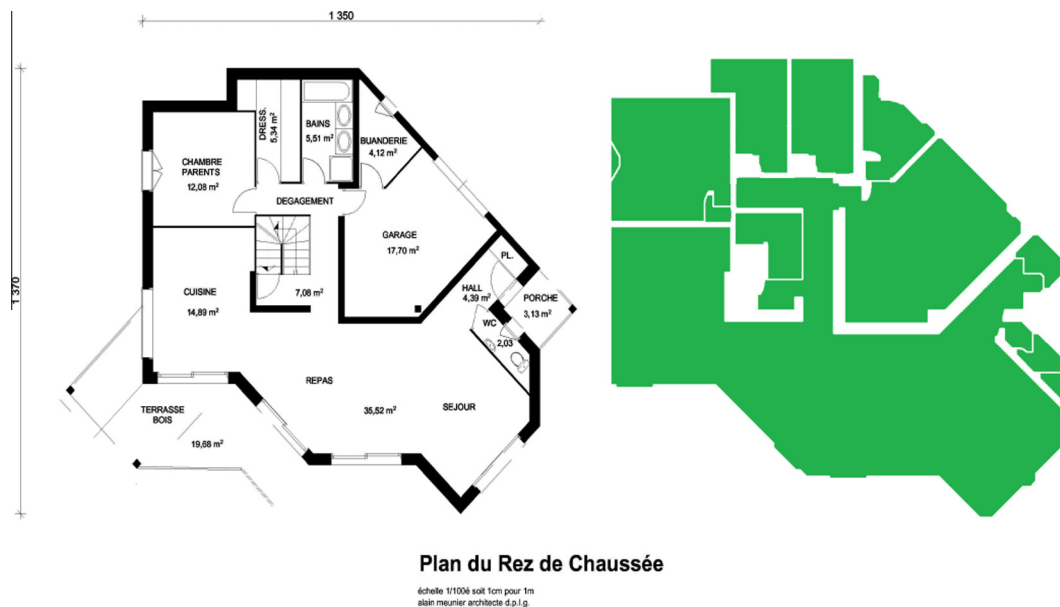 1 350
1 370
DRESS.
5,34 m²
BAINS
5,51 m²
BUANDERIE
4,12 m²
CHAMBRE
PARENTS
12,08 m²
DEGAGEMENT
GARAGE
17,70 m²
PL.
HALL
4,39 m²
PORCHE
3,13 m²
CUISINE
14,89 m²
7,08 m²
WC
2,03
REPAS
35,52 m²
SEJOUR
TERRASSE
BOIS
19,68 m²
Plan du Rez de Chaussée
échelle 1/100é soit 1cm pour 1m
alain meunier architecte d.p.l.g.